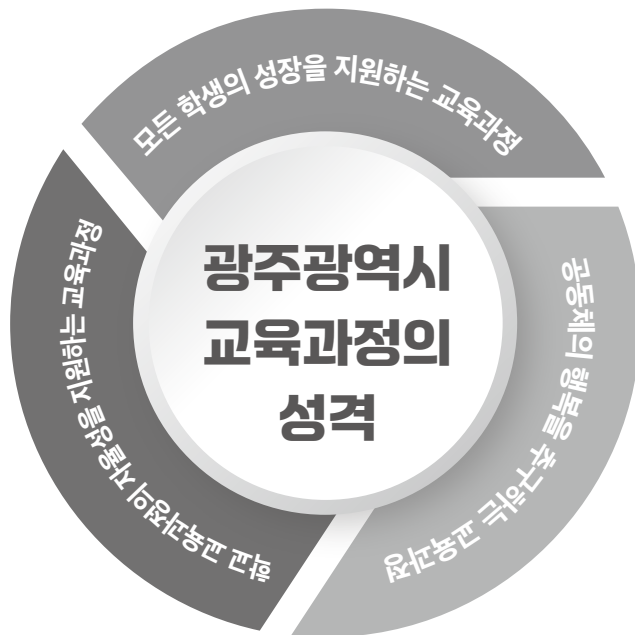 모든 학생의 성장을 지원하는 교육과정
광주광역시
교육과정의
성격
공동체의 행복을 추구하는 교육과정
학교 교육과정의 자율성을 지원하는 교육과정